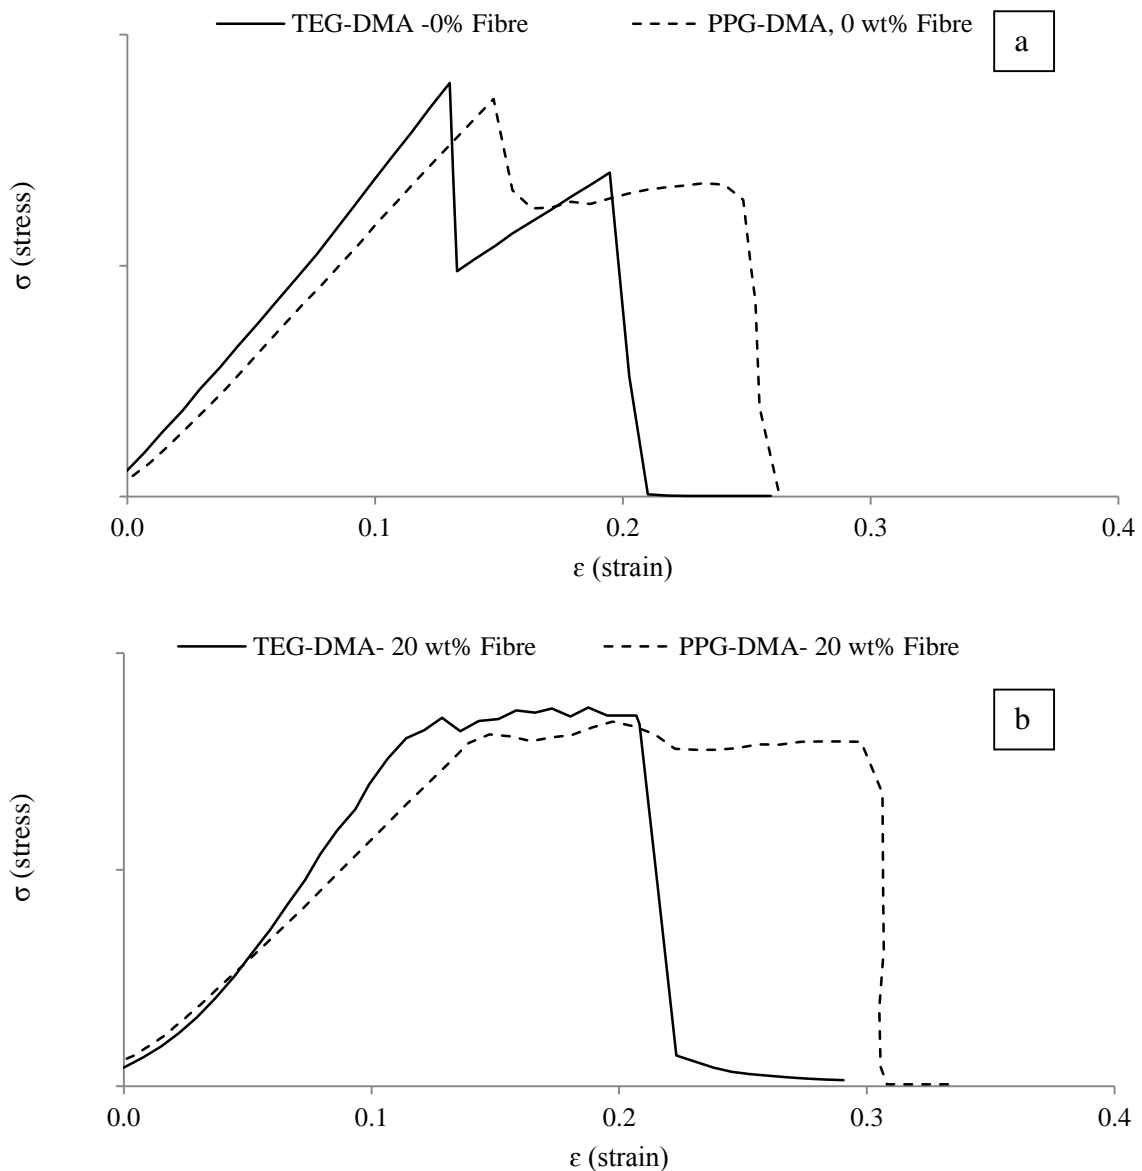 TEG-DMA -0% Fibre
PPG-DMA, 0 wt% Fibre
a
σ (stress)
0.0
0.1
0.2
0.3
0.4
ε (strain)
TEG-DMA- 20 wt% Fibre
PPG-DMA- 20 wt% Fibre
b
σ (stress)
0.0
0.1
0.2
0.3
0.4
ε (strain)